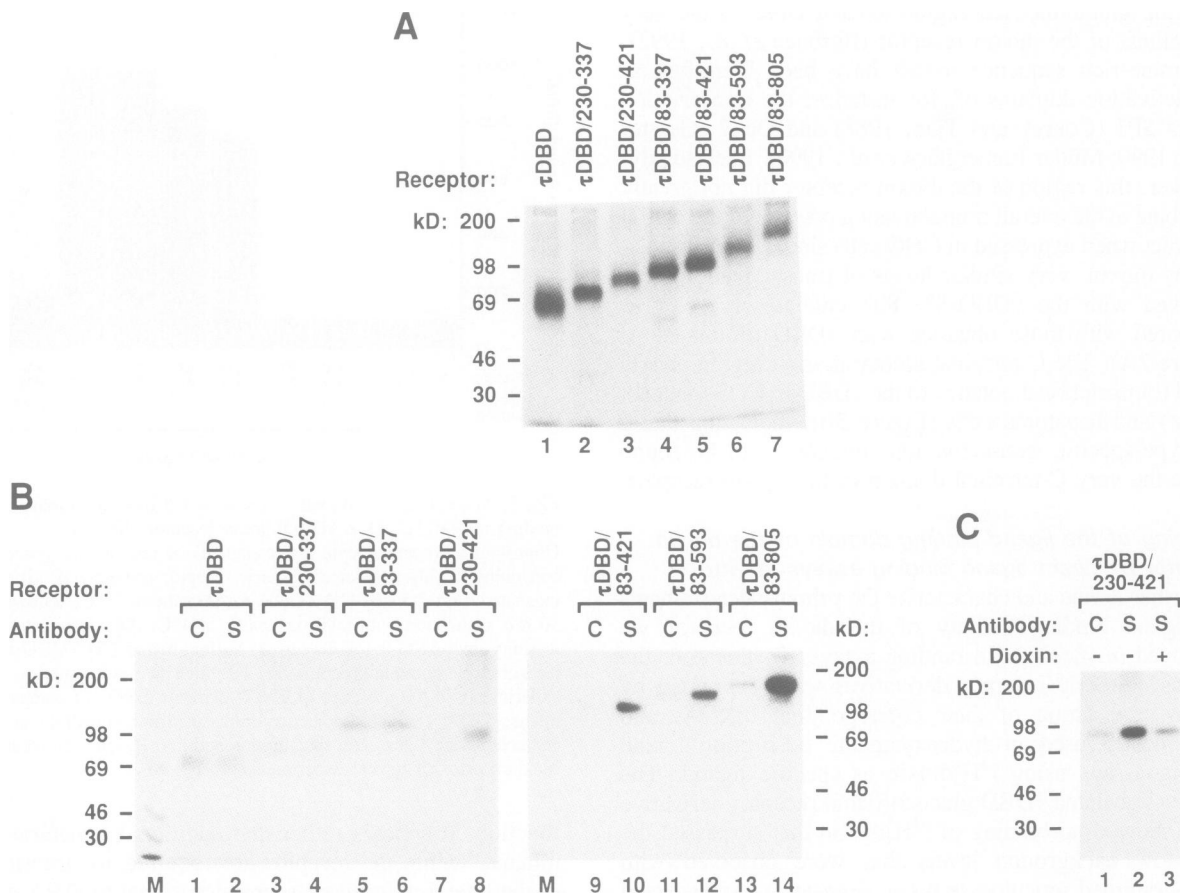 A
Receptor:
τDBD
τDBD/230-337
τDBD/230-421
τDBD/83-337
τDBD/83-421
τDBD/83-593
τDBD/83-805
kD: 200
98
69
46
30
1 2 3 4 5 6 7
B
Receptor:
τDBD
τDBD/
230-337
τDBD/
83-337
τDBD/
230-421
τDBD/
83-421
τDBD/
83-593
τDBD/
83-805
Antibody: C S C S C S C S C S C S C S kD:
kD: 200
98
69
46
30
200
98
69
46
30
M 1 2 3 4 5 6 7 8 M 9 10 11 12 13 14
C
τDBD/
230-421
Antibody: C S S
Dioxin: - - +
kD: 200
98
69
46
30
1 2 3